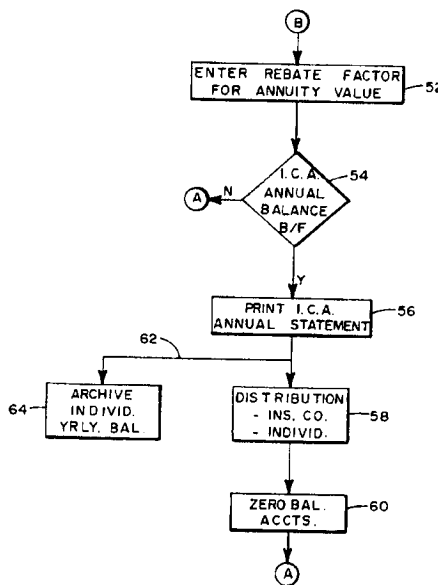 B
ENTER REBATE FACTOR
FOR ANNUITY VALUE
52
I.C.A.
ANNUAL
BALANCE
B/F
54
N
A
Y
PRINT I.C.A.
ANNUAL STATEMENT
56
62
ARCHIVE
INDIVID.
YRLY. BAL.
64
DISTRIBUTION
- INS. CO.
- INDIVID.
58
ZERO BAL.
ACCTS.
60
A